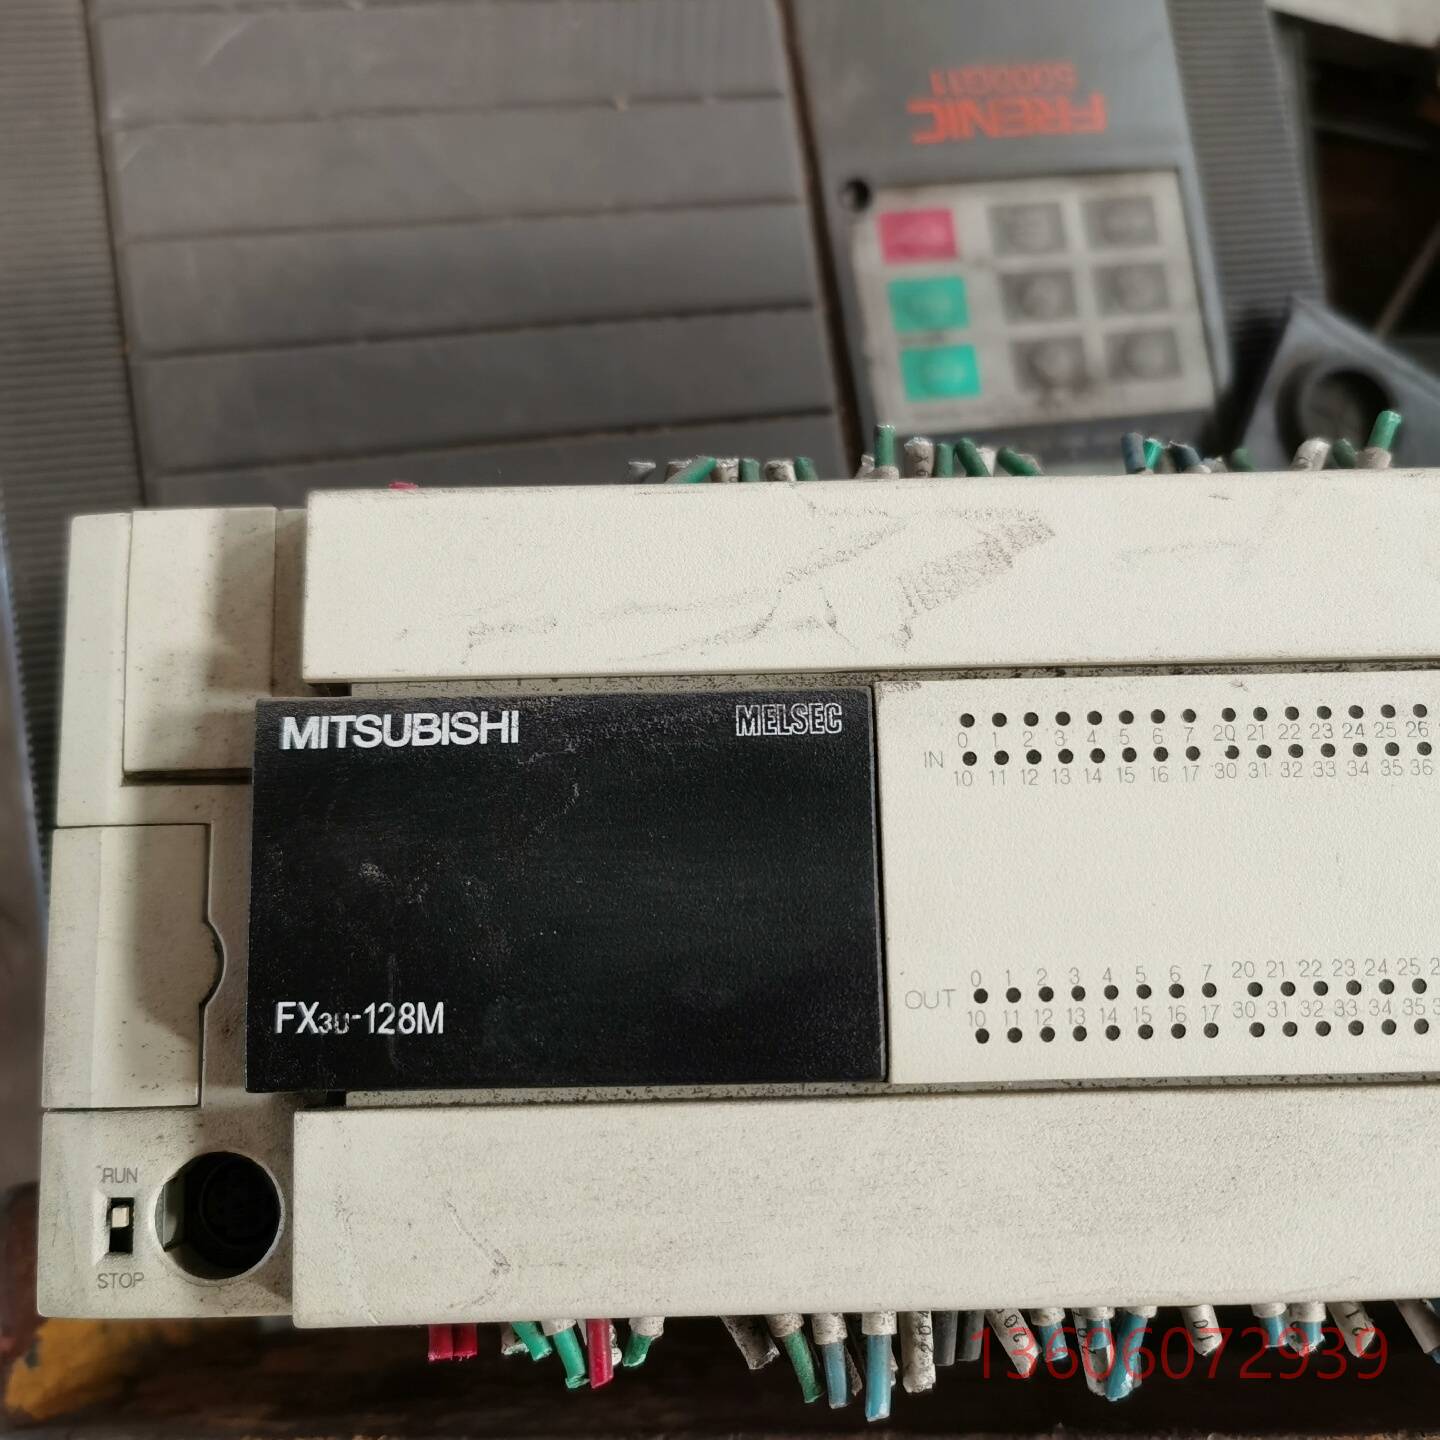 FRENIC
5000G11
MITSUBISHI MELSEC
0 1 2 3 4 5 6 7 20 21 22 23 24 25 26
IN
10 11 12 13 14 15 16 17 30 31 32 33 34 35 36
FX3U-128M
0 1 2 3 4 5 6 7 20 21 22 23 24 25
OUT
10 11 12 13 14 15 16 17 30 31 32 33 34 35
RUN
STOP
13606072939